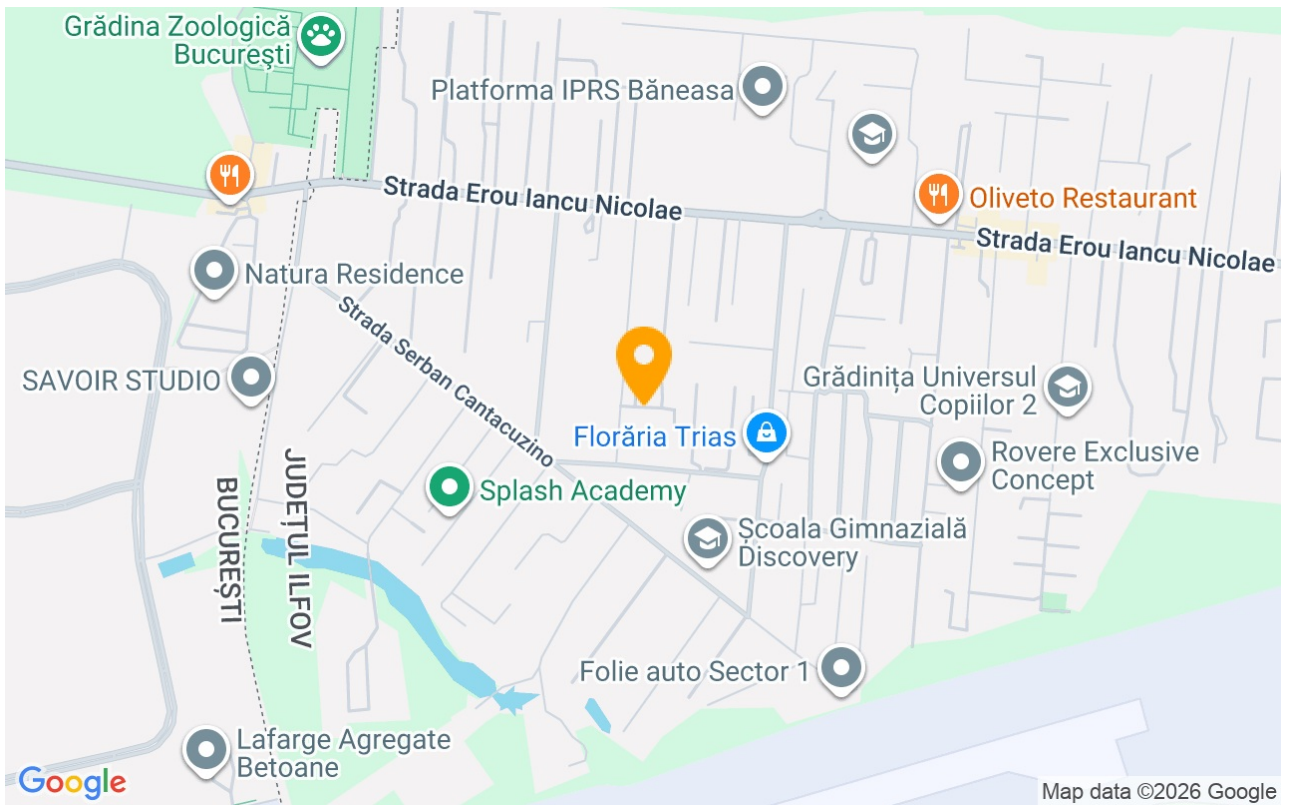 Grădina Zoologică
Bucureşti
Platforma IPRS Băneasa
Strada Erou Iancu Nicolae
Oliveto Restaurant
Strada Erou Iancu Nicolae
Natura Residence
Strada Serban Cantacuzino
SAVOIR STUDIO
Grădinița Universul
Copiilor 2
Florăria Trias
Rovere Exclusive
Concept
JUDEȚUL ILFOV
BUCUREȘTI
Splash Academy
Școala Gimnazială
Discovery
Folie auto Sector 1
Lafarge Agregate
Betoane
Google
Map data ©2026 Google